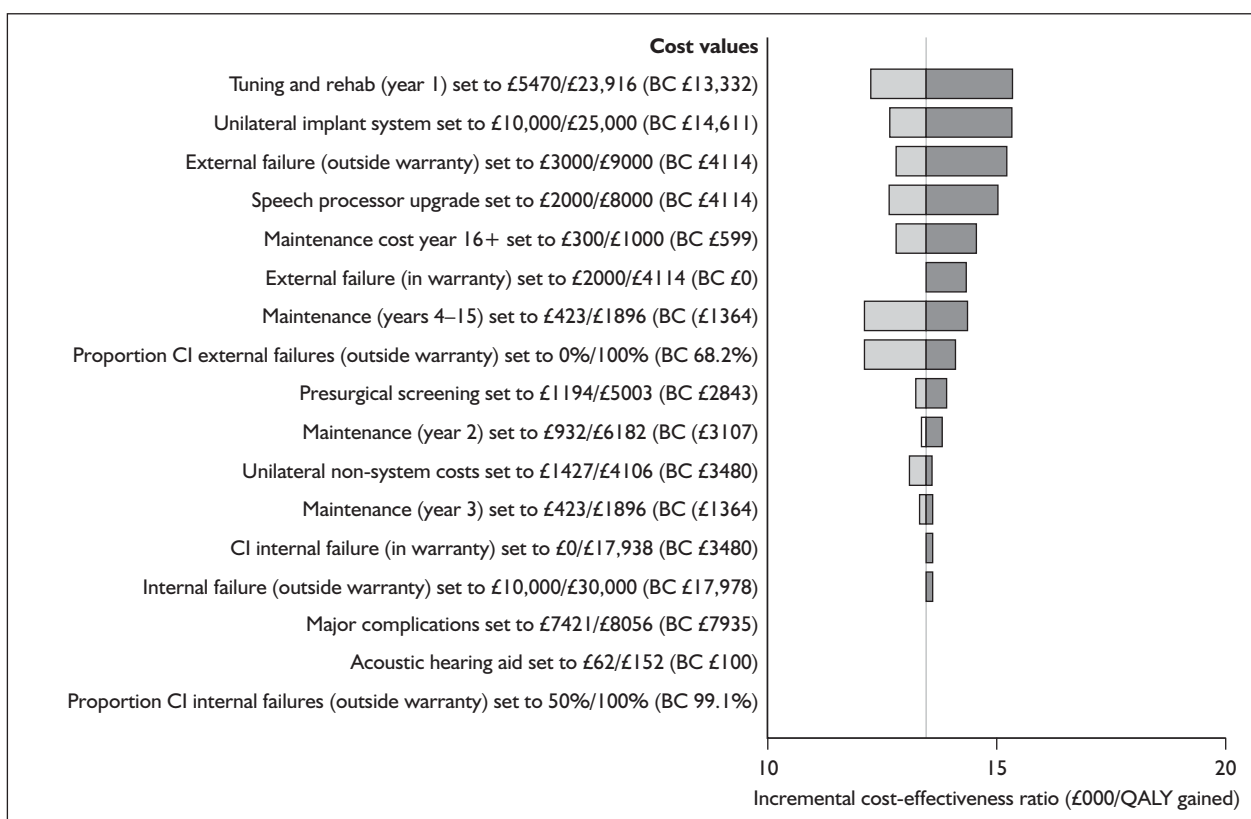 Cost values
Tuning and rehab (year 1) set to £5470/£23,916 (BC £13,332)
Unilateral implant system set to £10,000/£25,000 (BC £14,611)
External failure (outside warranty) set to £3000/£9000 (BC £4114)
Speech processor upgrade set to £2000/£8000 (BC £4114)
Maintenance cost year 16+ set to £300/£1000 (BC £599)
External failure (in warranty) set to £2000/£4114 (BC £0)
Maintenance (years 4–15) set to £423/£1896 (BC (£1364)
Proportion CI external failures (outside warranty) set to 0%/100% (BC 68.2%)
Presurgical screening set to £1194/£5003 (BC £2843)
Maintenance (year 2) set to £932/£6182 (BC (£3107)
Unilateral non-system costs set to £1427/£4106 (BC £3480)
Maintenance (year 3) set to £423/£1896 (BC (£1364)
CI internal failure (in warranty) set to £0/£17,938 (BC £3480)
Internal failure (outside warranty) set to £10,000/£30,000 (BC £17,978)
Major complications set to £7421/£8056 (BC £7935)
Acoustic hearing aid set to £62/£152 (BC £100)
Proportion CI internal failures (outside warranty) set to 50%/100% (BC 99.1%)
10 15 20
Incremental cost-effectiveness ratio (£000/QALY gained)